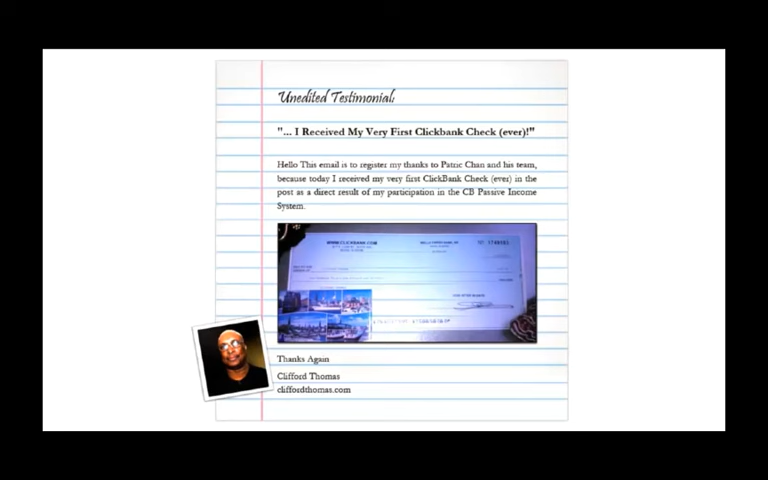 Unedited Testimonial:
"... I Received My Very First Clickbank Check (ever)!"
Hello This email is to register my thanks to Patric Chan and his team,
because today I received my very first ClickBank Check (ever) in the
post as a direct result of my participation in the CB Passive Income
System.
WWW.CLICKBANK.COM
Thanks Again
Clifford Thomas
cliffordthomas.com